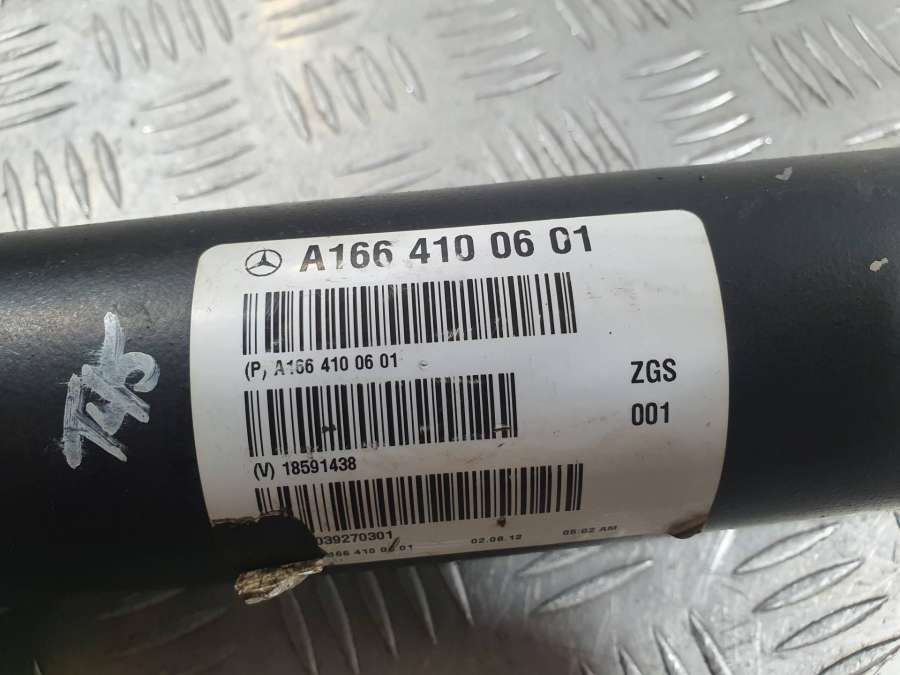 A166 410 06 01
(P) A166 410 06 01
ZGS
001
(V) 18591438
039270301
166 410 06 01
02.08.12
05:02 AM